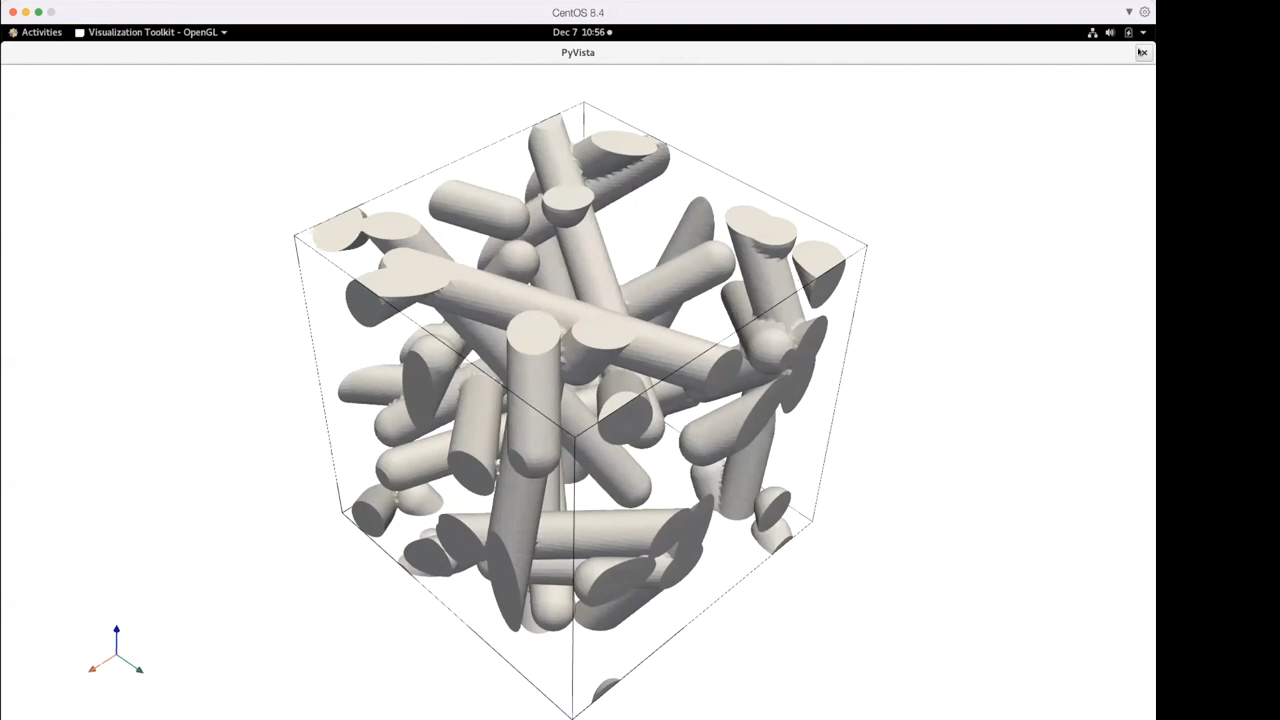 CentOS 8.4
Activities
Visualization Toolkit - OpenGL
Dec 7 10:56
PyVista